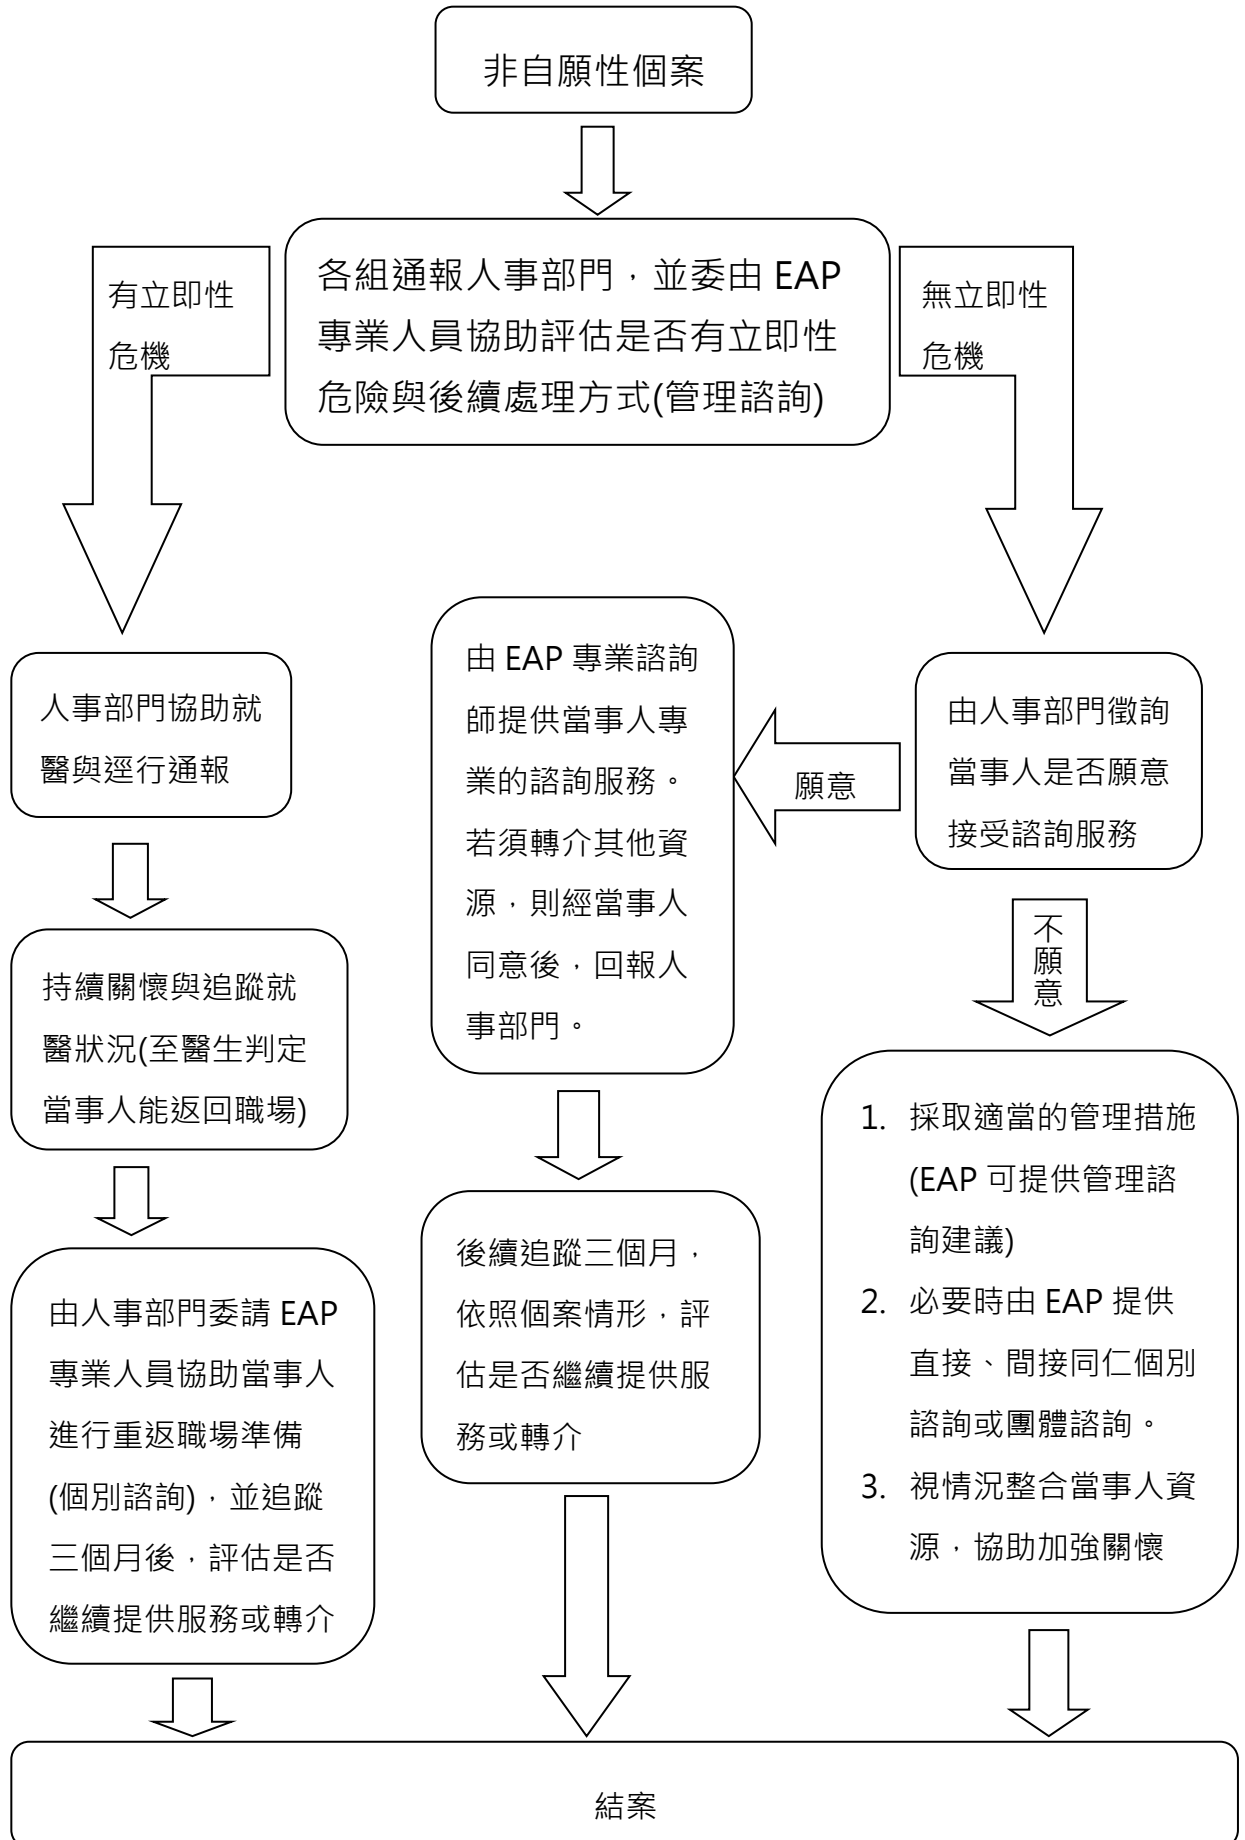 非自願性個案
各組通報人事部門，並委由 EAP
專業人員協助評估是否有立即性
危險與後續處理方式(管理諮詢)
有立即性
危機
無立即性
危機
人事部門協助就
醫與逕行通報
持續關懷與追蹤就
醫狀況(至醫生判定
當事人能返回職場)
由人事部門委請 EAP
專業人員協助當事人
進行重返職場準備
(個別諮詢)，並追蹤
三個月後，評估是否
繼續提供服務或轉介
由人事部門徵詢
當事人是否願意
接受諮詢服務
願意
由 EAP 專業諮詢
師提供當事人專
業的諮詢服務。
若須轉介其他資
源，則經當事人
同意後，回報人
事部門。
後續追蹤三個月，
依照個案情形，評
估是否繼續提供服
務或轉介
不
願
意
1. 採取適當的管理措施
(EAP 可提供管理諮
詢建議)
2. 必要時由 EAP 提供
直接、間接同仁個別
諮詢或團體諮詢。
3. 視情況整合當事人資
源，協助加強關懷
結案